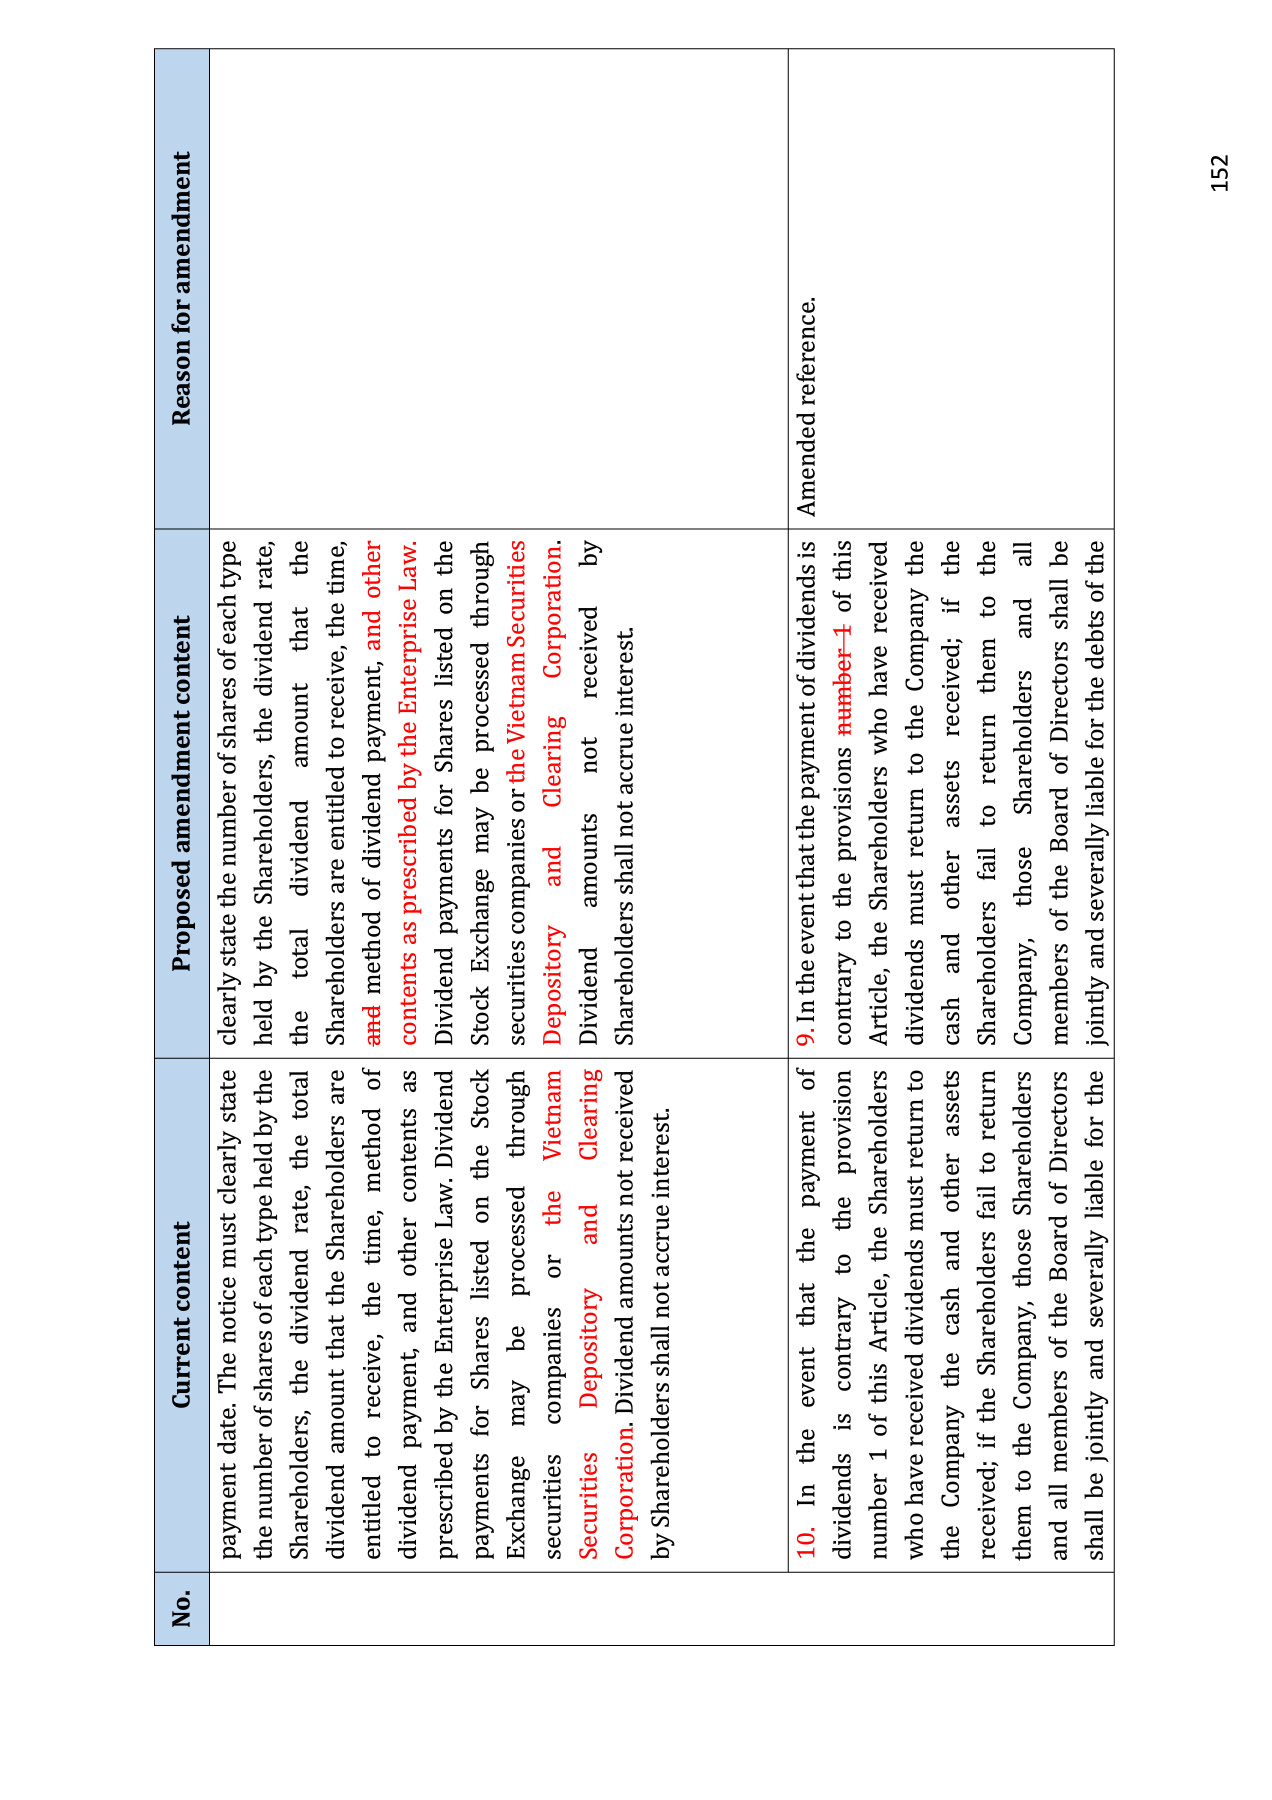 No.
Current content
Proposed amendment content
Reason for amendment
payment date. The notice must clearly state
the number of shares of each type held by the
Shareholders, the dividend rate, the total
dividend amount that the Shareholders are
entitled to receive, the time, method of
dividend payment, and other contents as
prescribed by the Enterprise Law. Dividend
payments for Shares listed on the Stock
Exchange may be processed through
securities companies or the Vietnam
Securities Depository and Clearing
Corporation. Dividend amounts not received
by Shareholders shall not accrue interest.
clearly state the number of shares of each type
held by the Shareholders, the dividend rate,
the total dividend amount that the
Shareholders are entitled to receive, the time,
and method of dividend payment, and other
contents as prescribed by the Enterprise Law.
Dividend payments for Shares listed on the
Stock Exchange may be processed through
securities companies or the Vietnam Securities
Depository and Clearing Corporation.
Dividend amounts not received by
Shareholders shall not accrue interest.
10. In the event that the payment of
dividends is contrary to the provision
number 1 of this Article, the Shareholders
who have received dividends must return to
the Company the cash and other assets
received; if the Shareholders fail to return
them to the Company, those Shareholders
and all members of the Board of Directors
shall be jointly and severally liable for the
9. In the event that the payment of dividends is
contrary to the provisions number 1 of this
Article, the Shareholders who have received
dividends must return to the Company the
cash and other assets received; if the
Shareholders fail to return them to the
Company, those Shareholders and all
members of the Board of Directors shall be
jointly and severally liable for the debts of the
Amended reference.
152